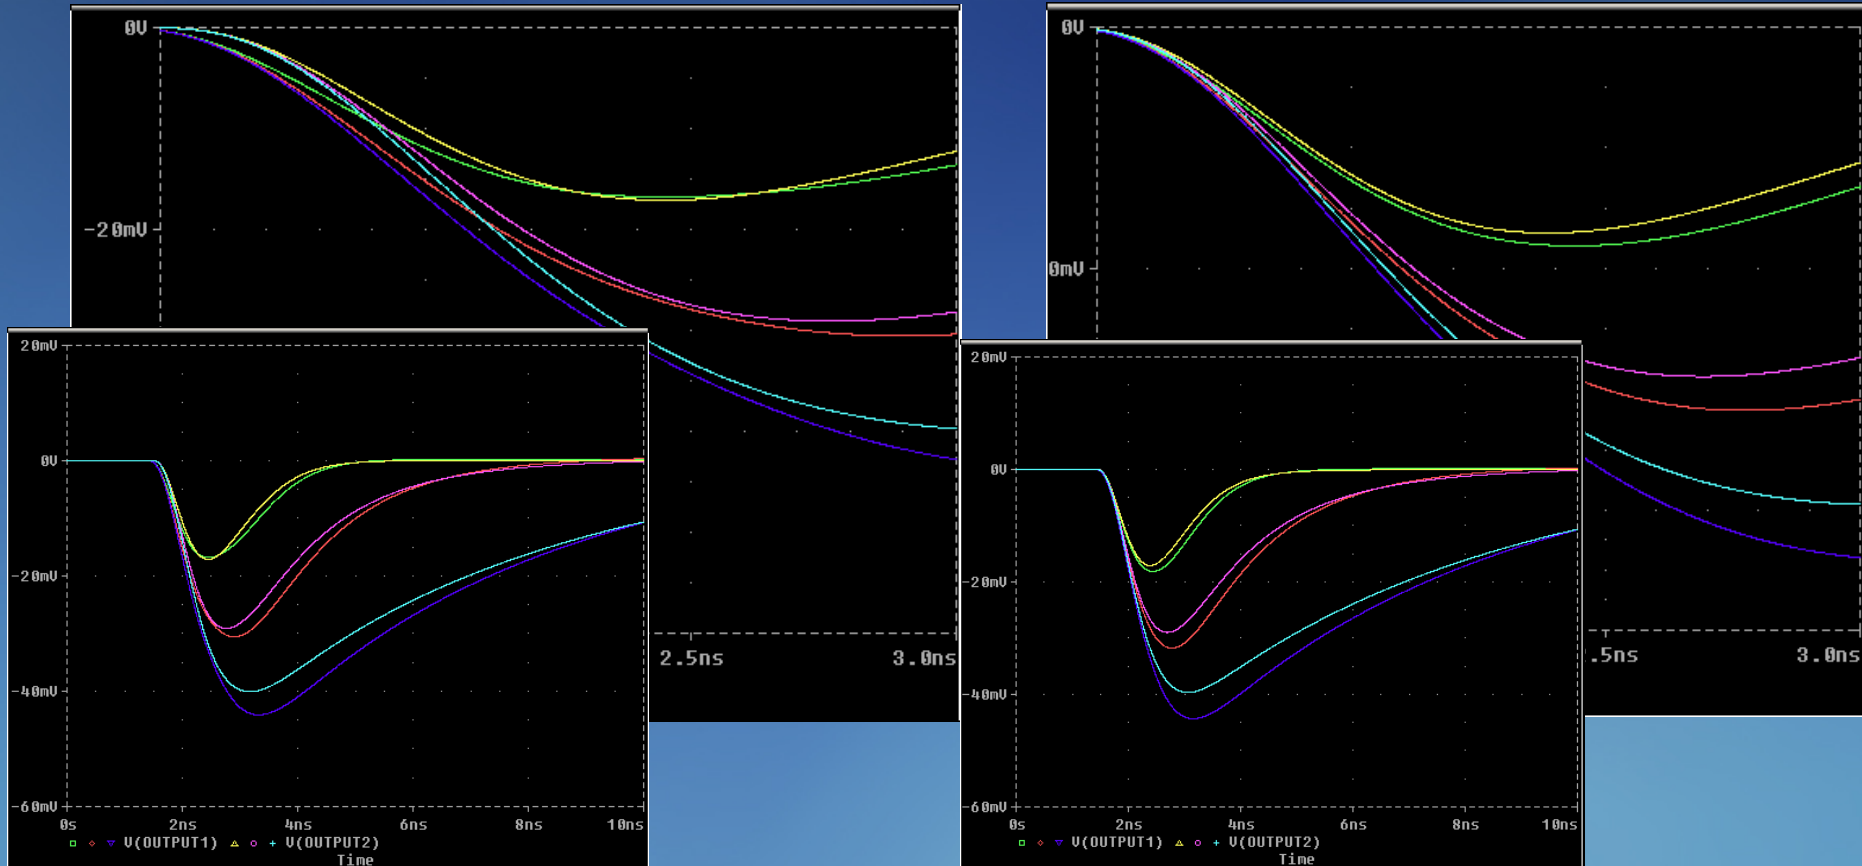 0V
-20mV
2.5ns 3.0ns
0V
0mV
.5ns 3.0ns
20mV
0V
-20mV
-40mV
-60mV
0s 2ns 4ns 6ns 8ns 10ns
V(OUTPUT1) V(OUTPUT2)
Time
20mV
0V
-20mV
-40mV
-60mV
0s 2ns 4ns 6ns 8ns 10ns
V(OUTPUT1) V(OUTPUT2)
Time